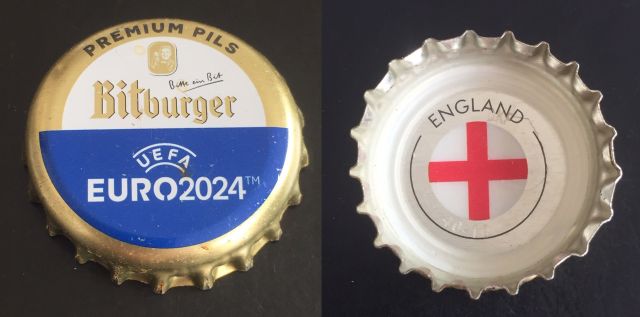 PREMIUM PILS
Bitte ein Bit
Bitburger
UEFA
EURO2024™
ENGLAND